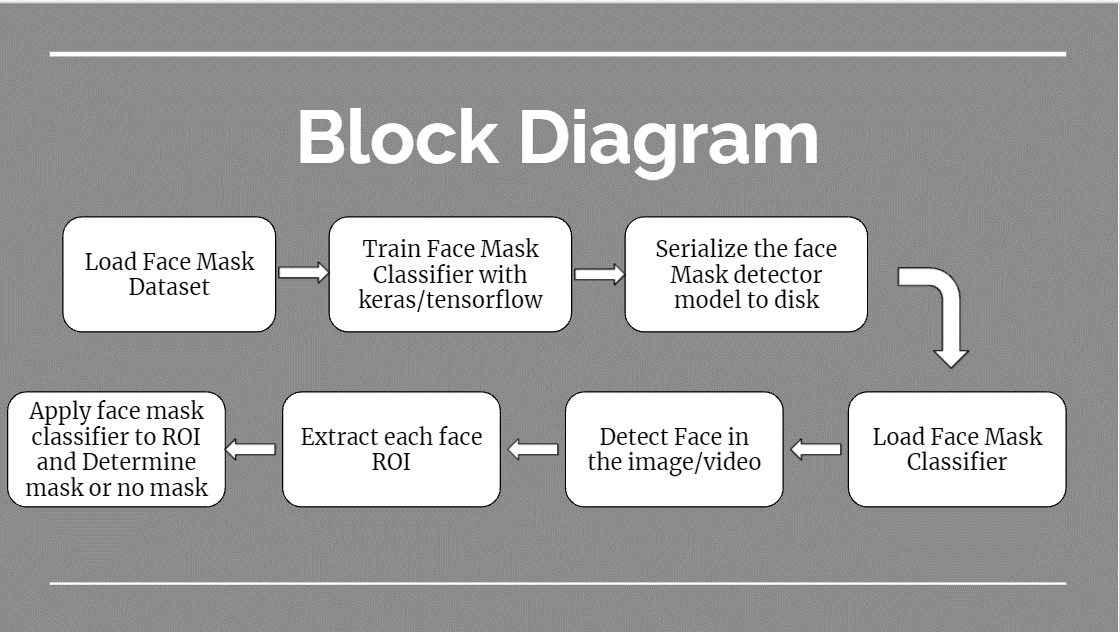 Block Diagram
Load Face Mask
Dataset
Train Face Mask
Classifier with
keras/tensorflow
Serialize the face
Mask detector
model to disk
Load Face Mask
Classifier
Detect Face in
the image/video
Extract each face
ROI
Apply face mask
classifier to ROI
and Determine
mask or no mask